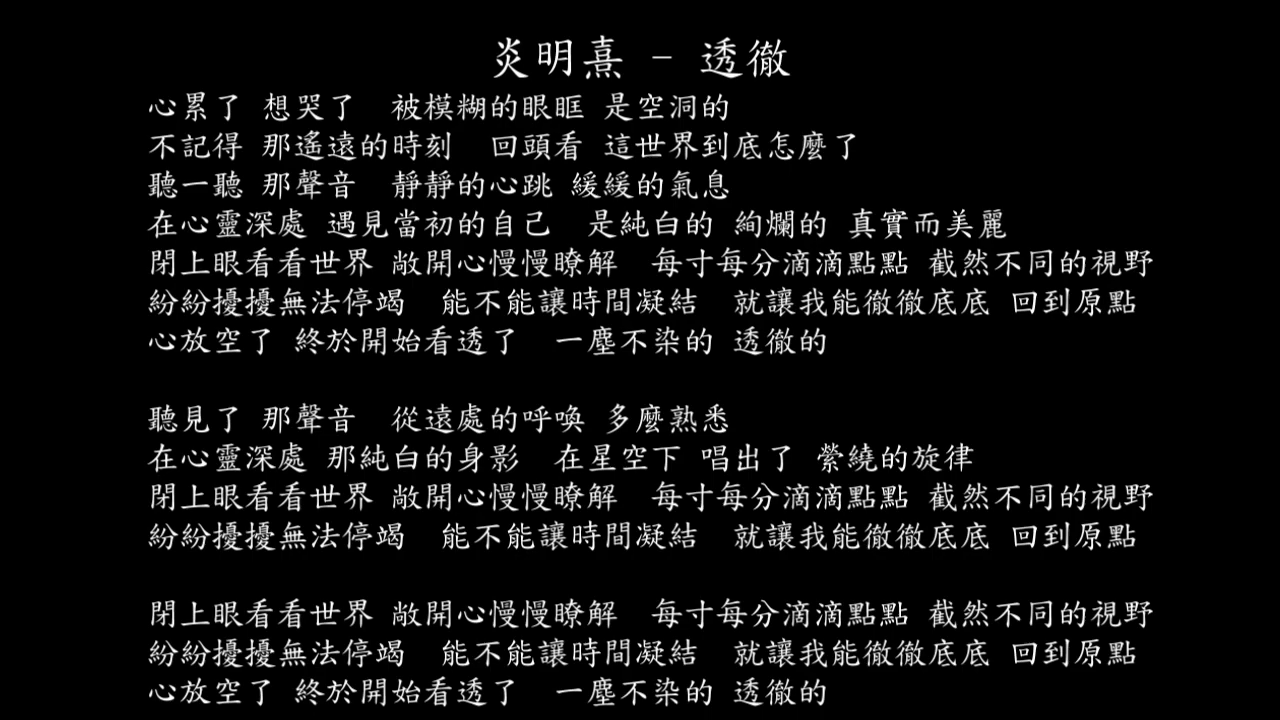 炎明熹 - 透徹
心累了 想哭了　被模糊的眼眶 是空洞的
不記得 那遙遠的時刻　回頭看 這世界到底怎麼了
聽一聽 那聲音　靜靜的心跳 緩緩的氣息
在心靈深處 遇見當初的自己　是純白的 絢爛的 真實而美麗
閉上眼看看世界 敞開心慢慢瞭解　每寸每分滴滴點點 截然不同的視野
紛紛擾擾無法停竭　能不能讓時間凝結　就讓我能徹徹底底 回到原點
心放空了 終於開始看透了　一塵不染的 透徹的
聽見了 那聲音　從遠處的呼喚 多麼熟悉
在心靈深處 那純白的身影　在星空下 唱出了 縈繞的旋律
閉上眼看看世界 敞開心慢慢瞭解　每寸每分滴滴點點 截然不同的視野
紛紛擾擾無法停竭　能不能讓時間凝結　就讓我能徹徹底底 回到原點
閉上眼看看世界 敞開心慢慢瞭解　每寸每分滴滴點點 截然不同的視野
紛紛擾擾無法停竭　能不能讓時間凝結　就讓我能徹徹底底 回到原點
心放空了 終於開始看透了　一塵不染的 透徹的